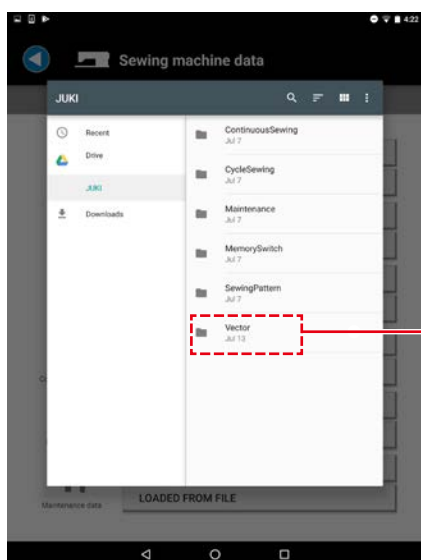 4:22
Sewing machine data
JUKI
Recent
Drive
JUKI
Downloads
ContinuousSewing
Jul 7
CycleSewing
Jul 7
Maintenance
Jul 7
MemorySwitch
Jul 7
SewingPattern
Jul 7
Vector
Jul 13
LOADED FROM FILE
Maintenance data